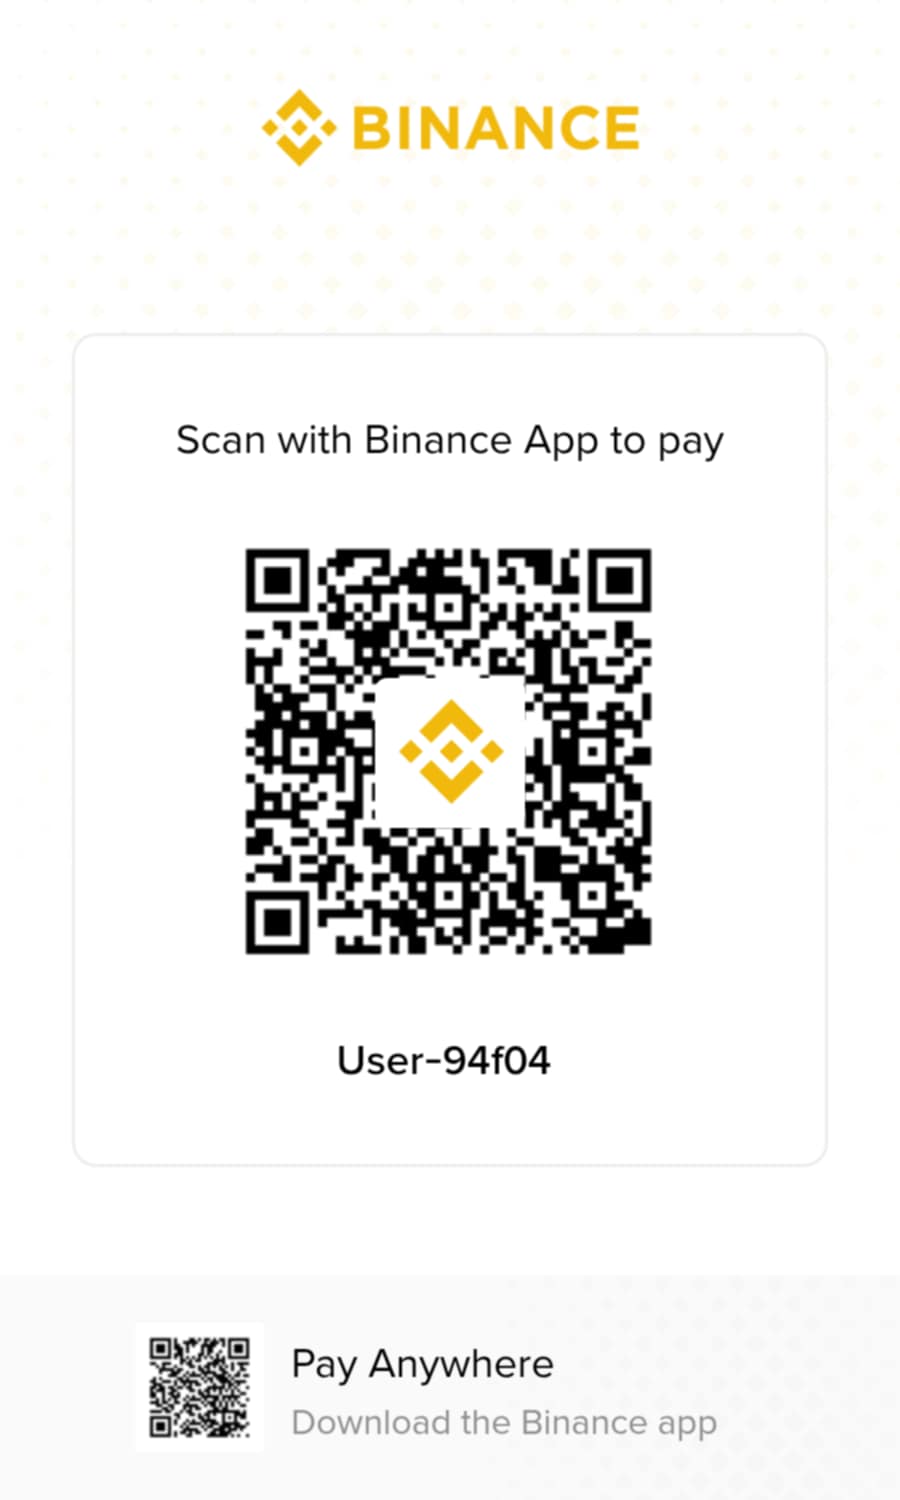 BINANCE
Scan with Binance App to pay
User-94f04
Pay Anywhere
Download the Binance app